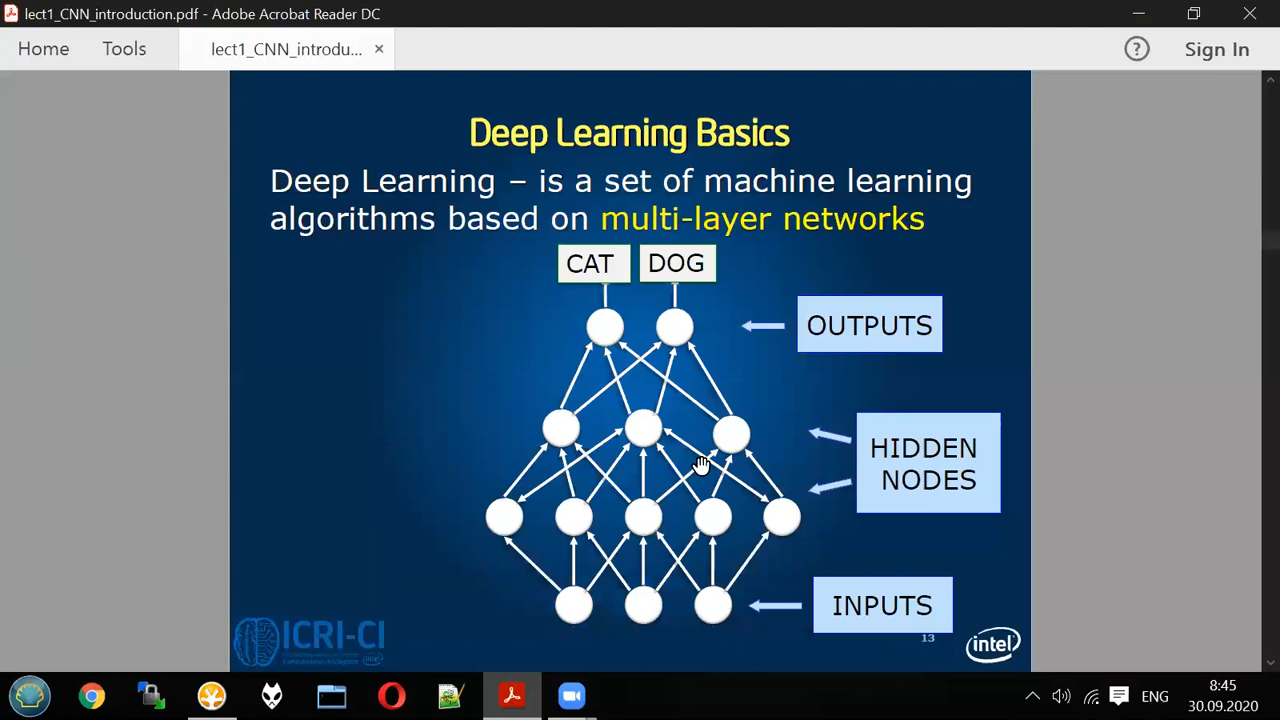 lect1_CNN_introduction.pdf - Adobe Acrobat Reader DC
Home Tools lect1_CNN_introdu... × ? Sign In
Deep Learning Basics
Deep Learning – is a set of machine learning
algorithms based on multi-layer networks
CAT DOG
OUTPUTS
HIDDEN
NODES
INPUTS
ICRI-CI
13
intel
ENG
8:45
30.09.2020